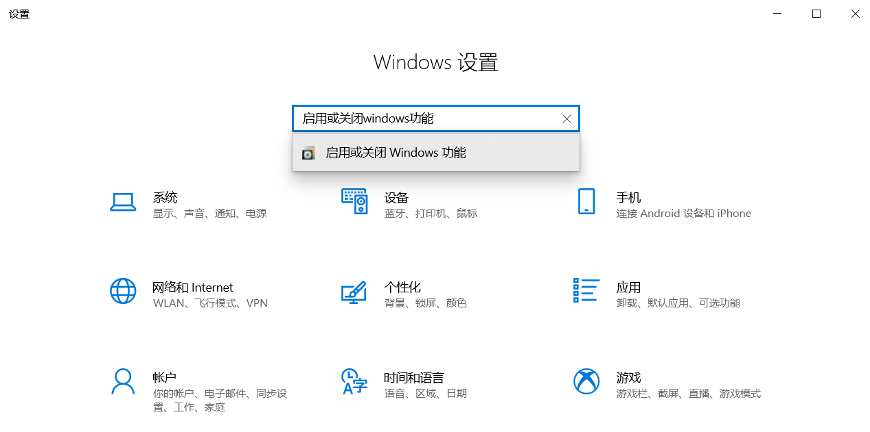 设置
Windows 设置
启用或关闭windows功能
启用或关闭 Windows 功能
系统
显示、声音、通知、电源
设备
蓝牙、打印机、鼠标
手机
连接 Android 设备和 iPhone
网络和 Internet
WLAN、飞行模式、VPN
个性化
背景、锁屏、颜色
应用
卸载、默认应用、可选功能
帐户
你的帐户、电子邮件、同步设
置、工作、家庭
时间和语言
语音、区域、日期
游戏
游戏栏、截屏、直播、游戏模式